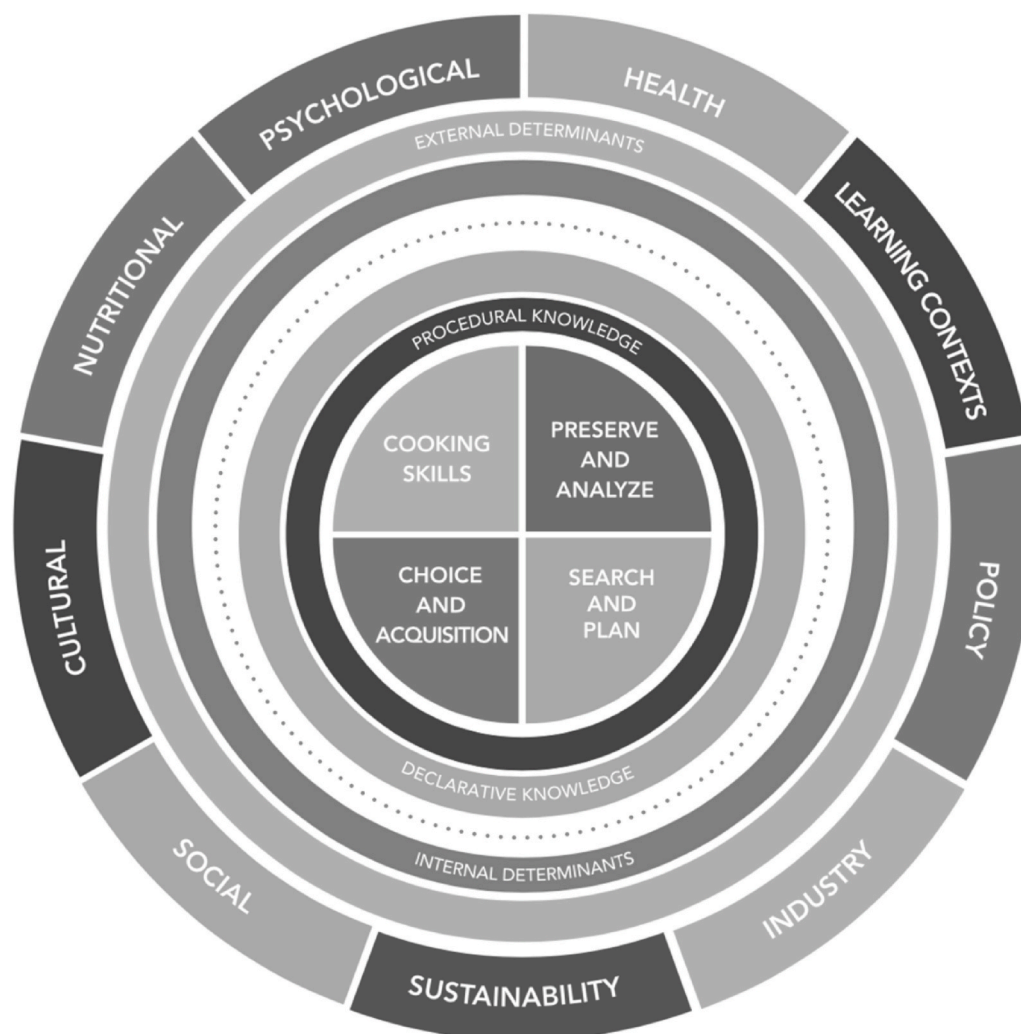 PSYCHOLOGICAL
HEALTH
LEARNING CONTEXTS
POLICY
INDUSTRY
SUSTAINABILITY
SOCIAL
CULTURAL
NUTRITIONAL
EXTERNAL DETERMINANTS
PROCEDURAL KNOWLEDGE
COOKING
SKILLS
PRESERVE
AND
ANALYZE
CHOICE
AND
ACQUISITION
SEARCH
AND
PLAN
DECLARATIVE KNOWLEDGE
INTERNAL DETERMINANTS